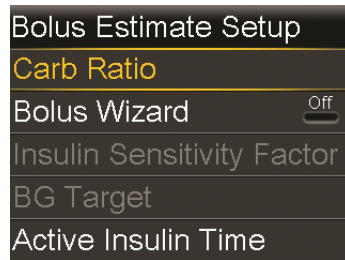 Bolus Estimate Setup
Carb Ratio
Bolus Wizard Off
Insulin Sensitivity Factor
BG Target
Active Insulin Time